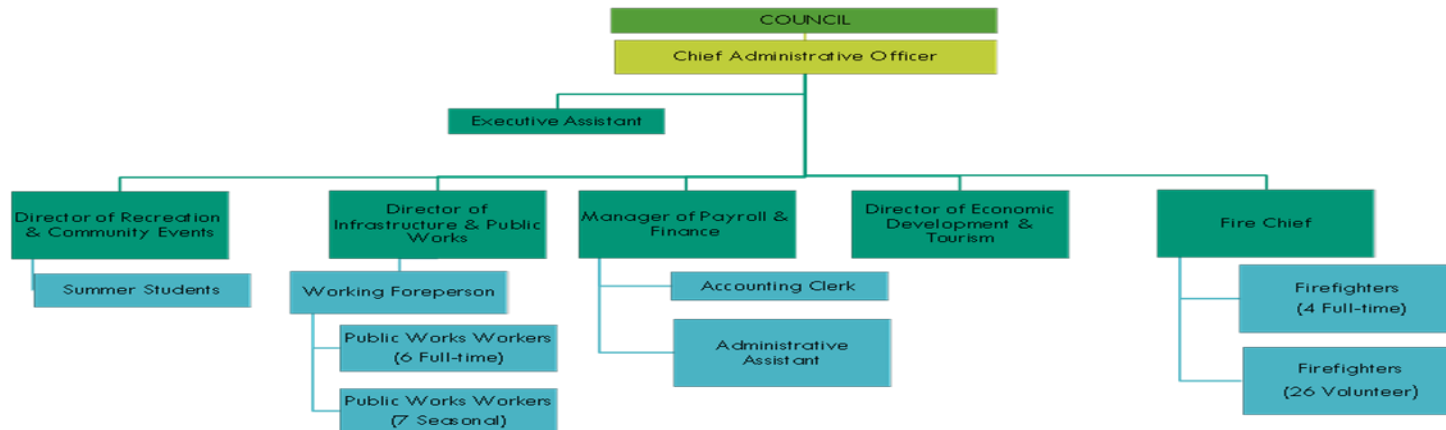 COUNCIL
Chief Administrative Officer
Executive Assistant
Director of Recreation
& Community Events
Director of
Infrastructure & Public
Works
Manager of Payroll &
Finance
Director of Economic
Development &
Tourism
Fire Chief
Summer Students
Working Foreperson
Public Works Workers
(6 Full-time)
Public Works Workers
(7 Seasonal)
Accounting Clerk
Administrative
Assistant
Firefighters
(4 Full-time)
Firefighters
(26 Volunteer)